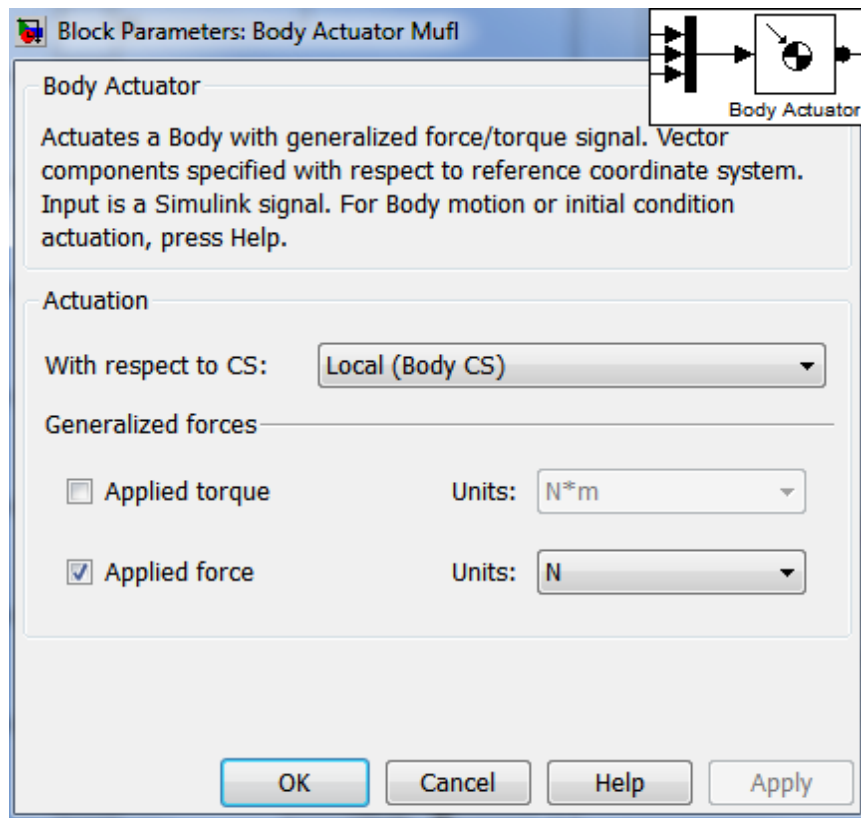 Block Parameters: Body Actuator Mufl
Body Actuator
Body Actuator
Actuates a Body with generalized force/torque signal. Vector
components specified with respect to reference coordinate system.
Input is a Simulink signal. For Body motion or initial condition
actuation, press Help.
Actuation
With respect to CS: Local (Body CS)
Generalized forces
Applied torque Units: N*m
Applied force Units: N
OK Cancel Help Apply